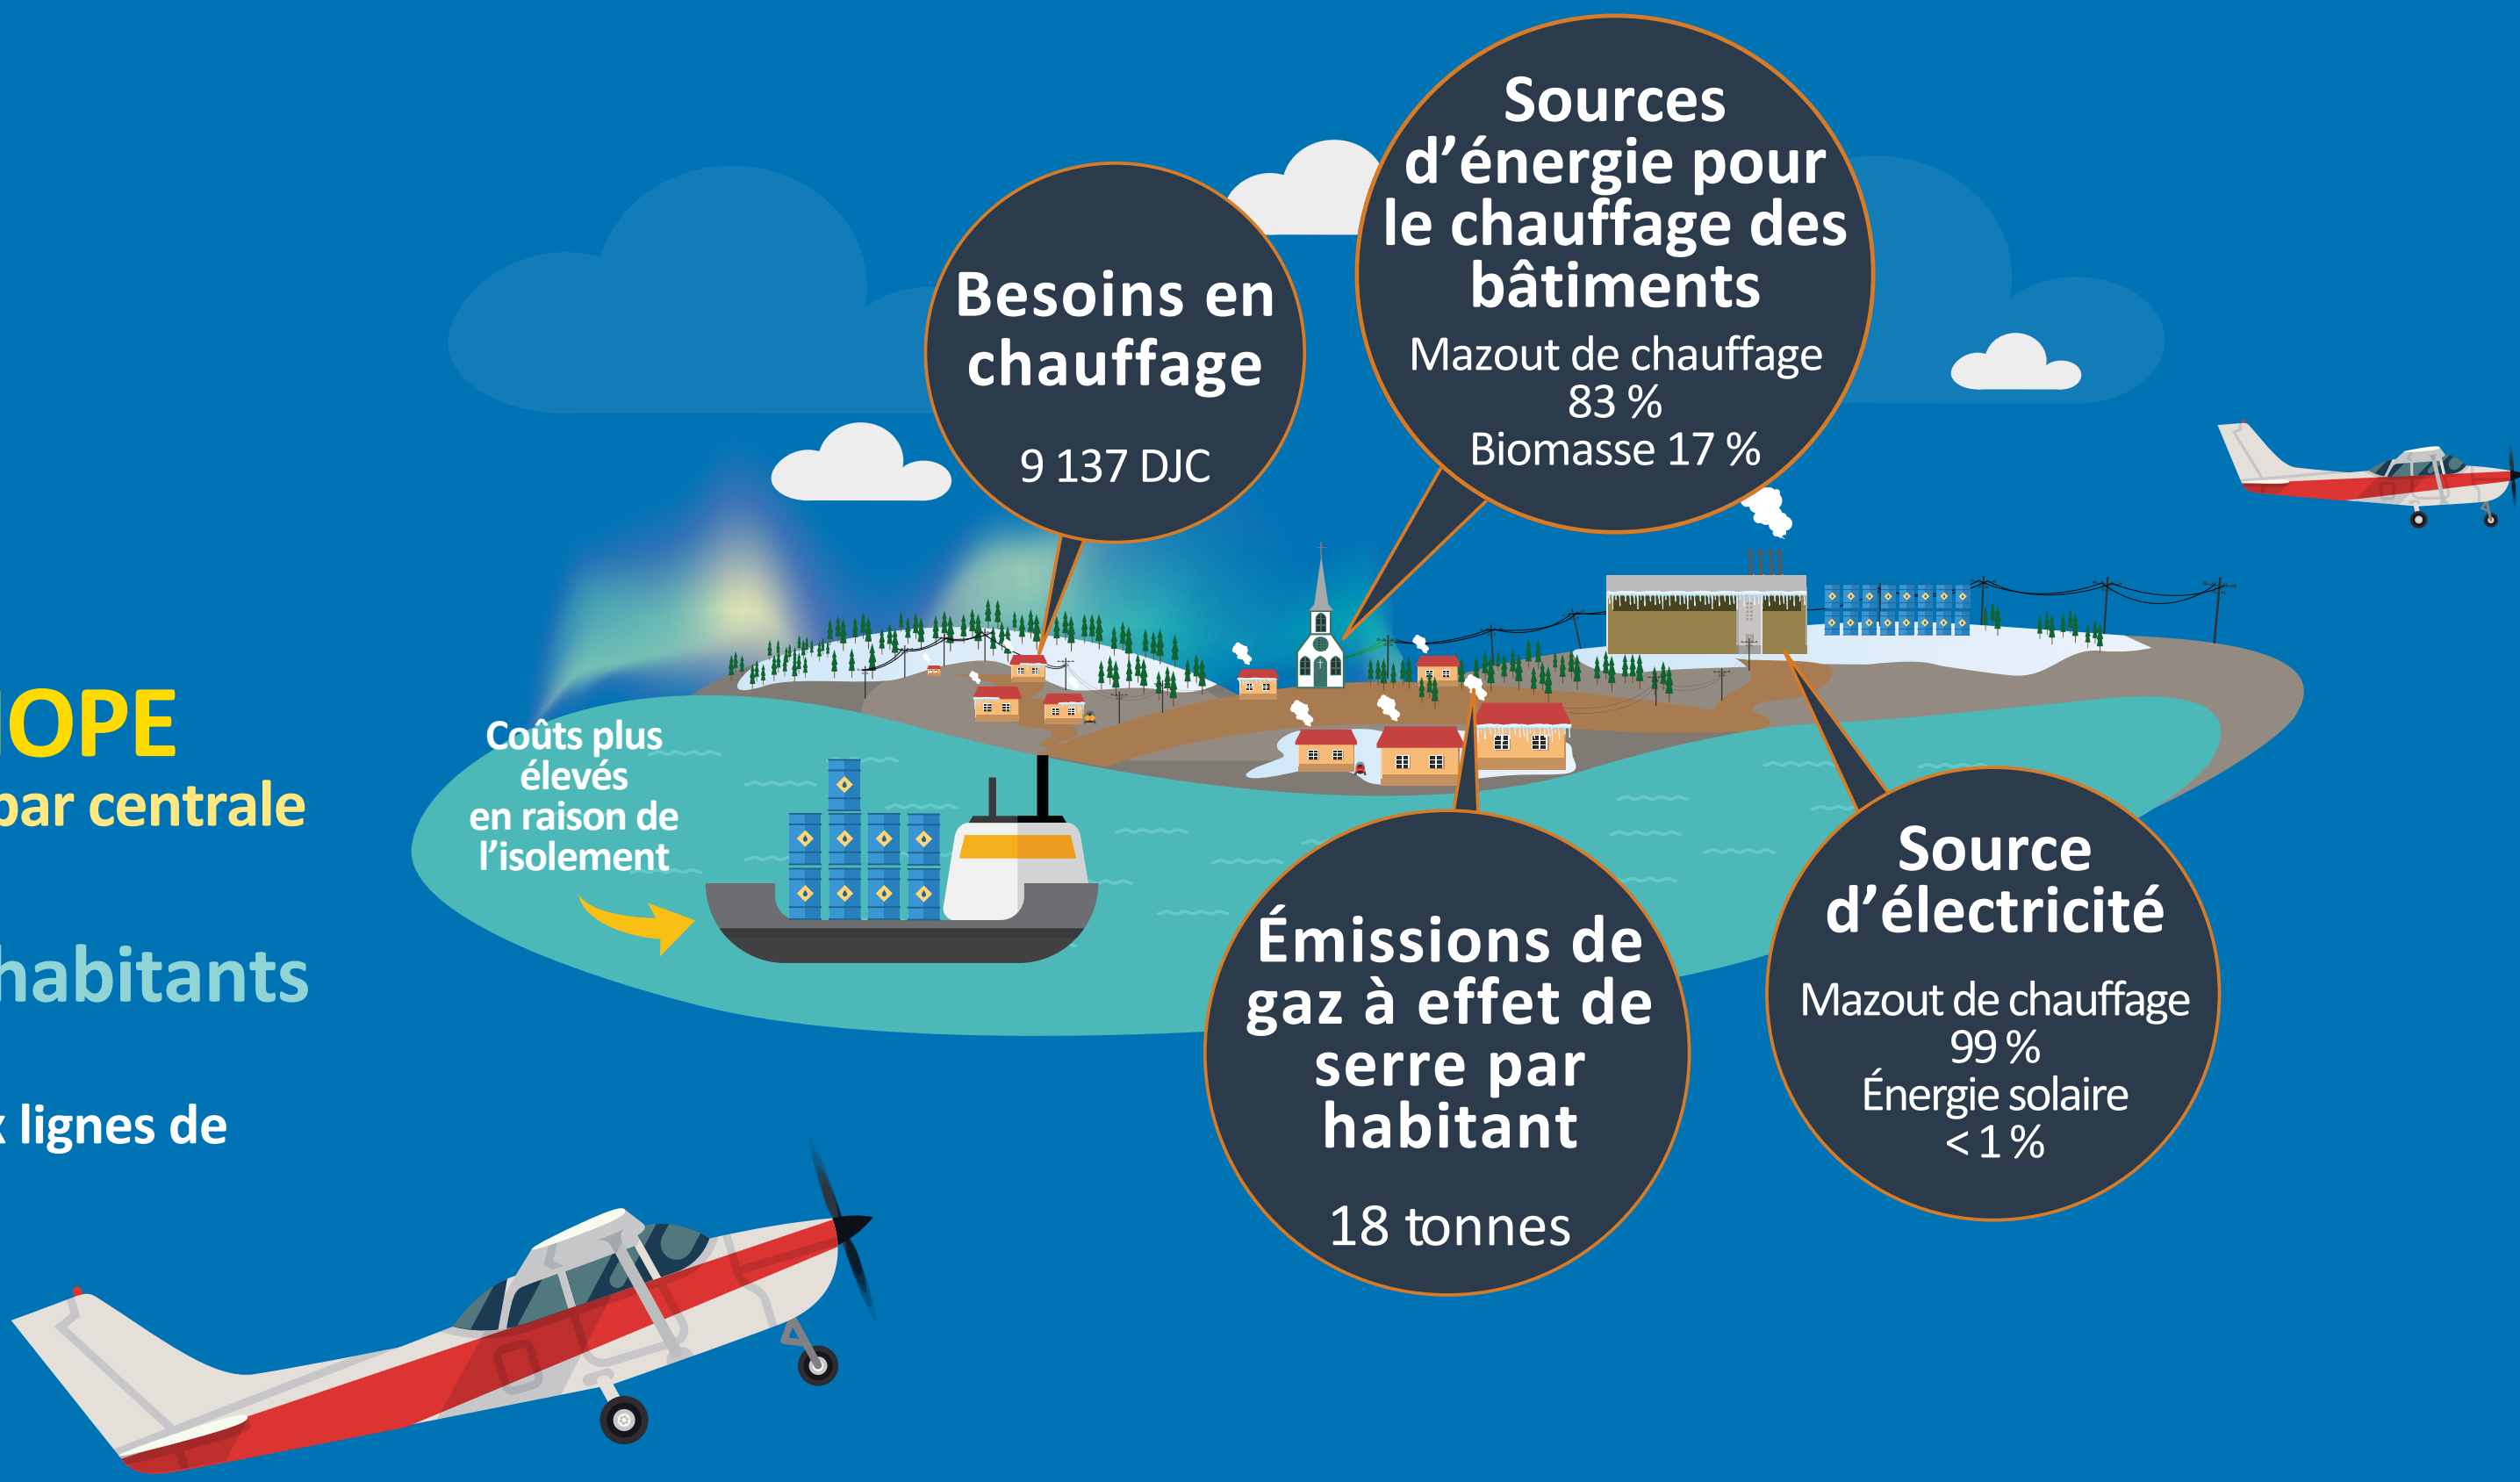 Sources
d’énergie pour
le chauffage des
bâtiments
Mazout de chauffage
83 %
Biomasse 17 %
Besoins en
chauffage
9 137 DJC
HOPE
par centrale
habitants
lignes de
Coûts plus
élevés
en raison de
l’isolement
Émissions de
gaz à effet de
serre par
habitant
18 tonnes
Source
d’électricité
Mazout de chauffage
99 %
Énergie solaire
< 1 %